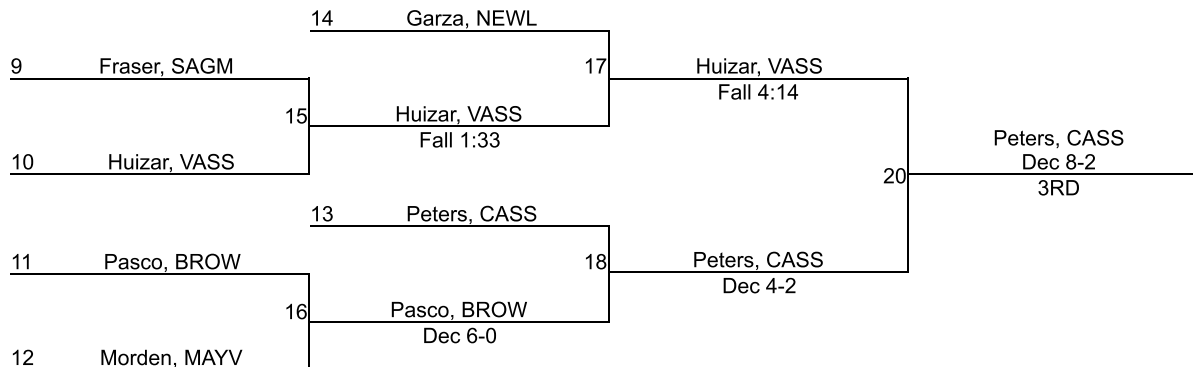 14 Garza, NEWL
9 Fraser, SAGM
17 Huizar, VASS
Fall 4:14
15 Huizar, VASS
Fall 1:33
10 Huizar, VASS
Peters, CASS
Dec 8-2
20 3RD
13 Peters, CASS
11 Pasco, BROW
18 Peters, CASS
Dec 4-2
16 Pasco, BROW
Dec 6-0
12 Morden, MAYV